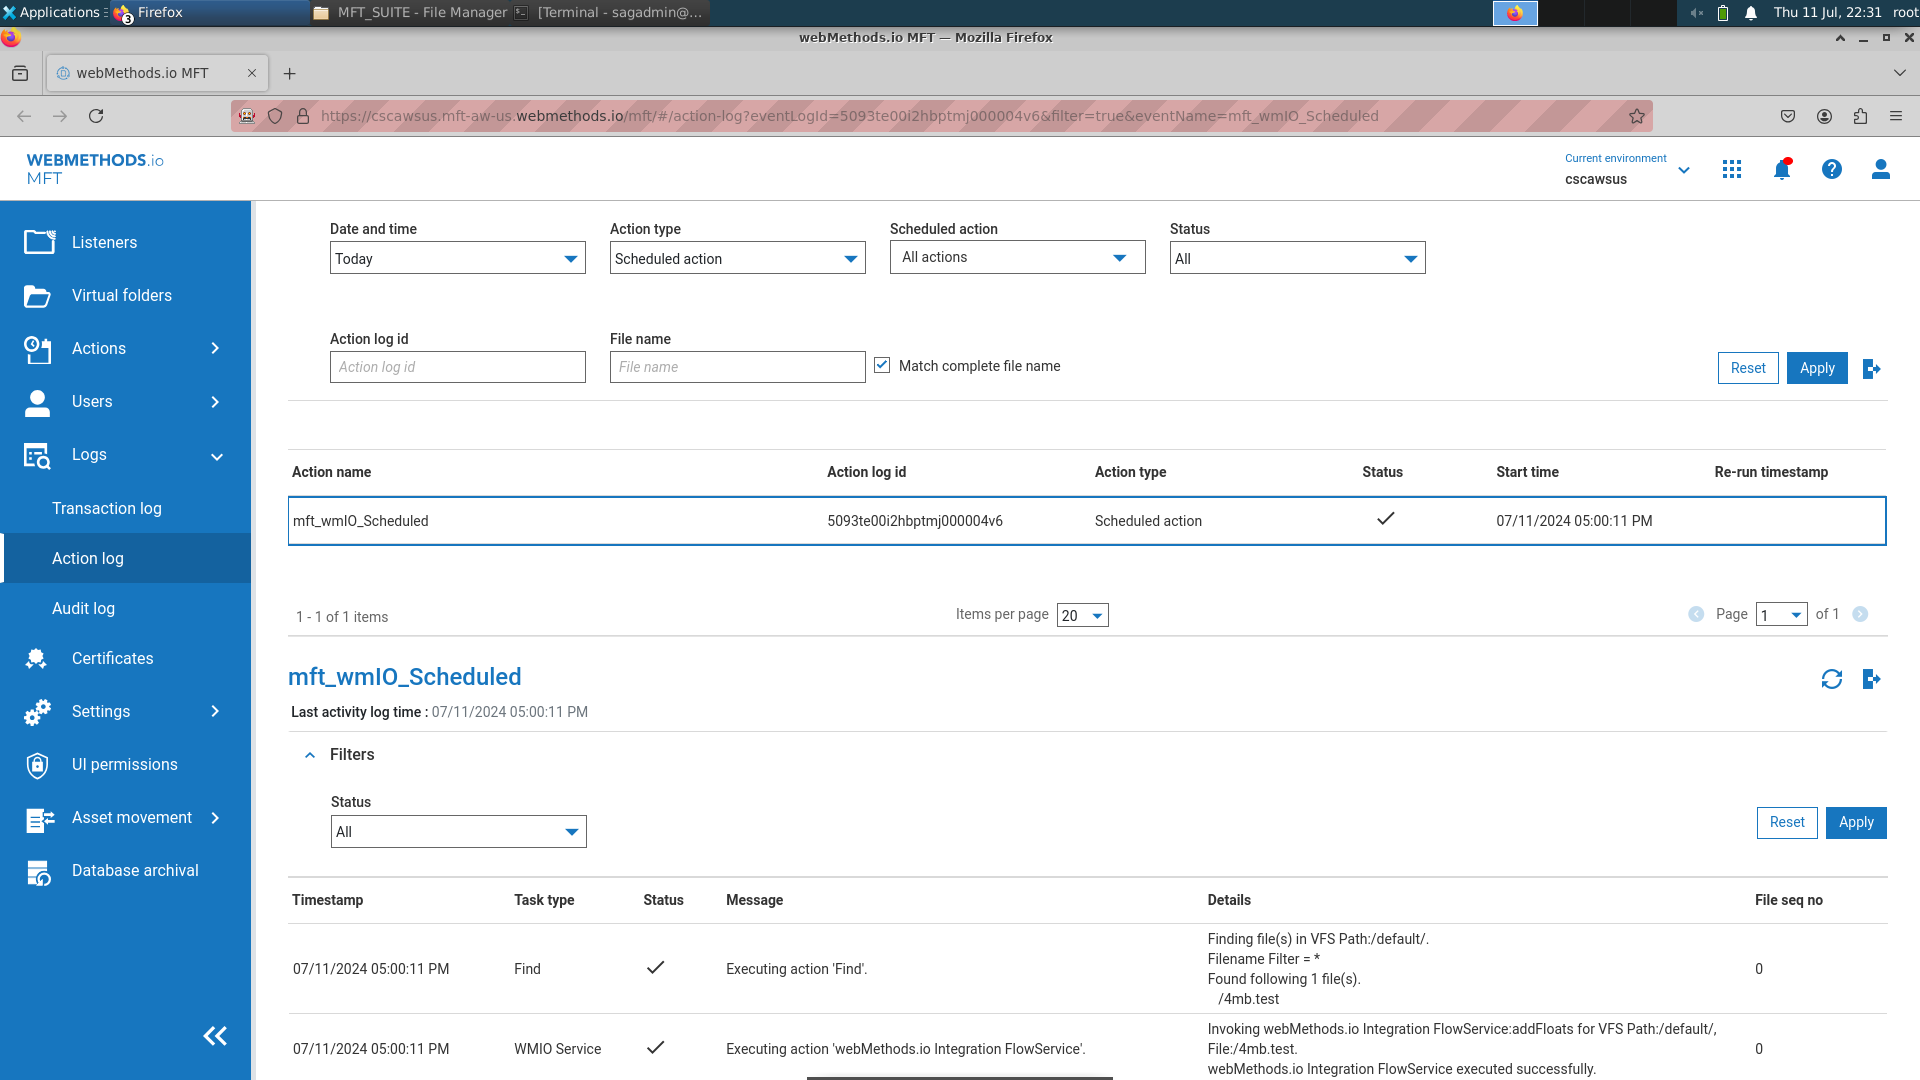 Applications
Firefox
3
MFT_SUITE - File Manager
[Terminal - sagadmin@...
Thu 11 Jul, 22:31
root
webMethods.io MFT — Mozilla Firefox
webMethods.io MFT
https://cscawsus.mft-aw-us.webmethods.io/mft/#/action-log?eventLogId=5093te00i2hbptmj000004v6&filter=true&eventName=mft_wmIO_Scheduled
WEBMETHODS.io
MFT
Current environment
cscawsus
Listeners
Virtual folders
Actions
Users
Logs
Transaction log
Action log
Audit log
Certificates
Settings
UI permissions
Asset movement
Database archival
Date and time
Action type
Scheduled action
Status
Today
Scheduled action
All actions
All
Action log id
File name
Action log id
File name
Match complete file name
Reset
Apply
Action name
Action log id
Action type
Status
Start time
Re-run timestamp
mft_wmIO_Scheduled
5093te00i2hbptmj000004v6
Scheduled action
07/11/2024 05:00:11 PM
1 - 1 of 1 items
Items per page
20
Page
1
of 1
mft_wmIO_Scheduled
Last activity log time : 07/11/2024 05:00:11 PM
Filters
Status
All
Reset
Apply
Timestamp
Task type
Status
Message
Details
File seq no
07/11/2024 05:00:11 PM
Find
Executing action 'Find'.
Finding file(s) in VFS Path:/default/.
Filename Filter = *
Found following 1 file(s).
/4mb.test
0
07/11/2024 05:00:11 PM
WMIO Service
Executing action 'webMethods.io Integration FlowService'.
Invoking webMethods.io Integration FlowService:addFloats for VFS Path:/default/,
File:/4mb.test.
webMethods.io Integration FlowService executed successfully.
0